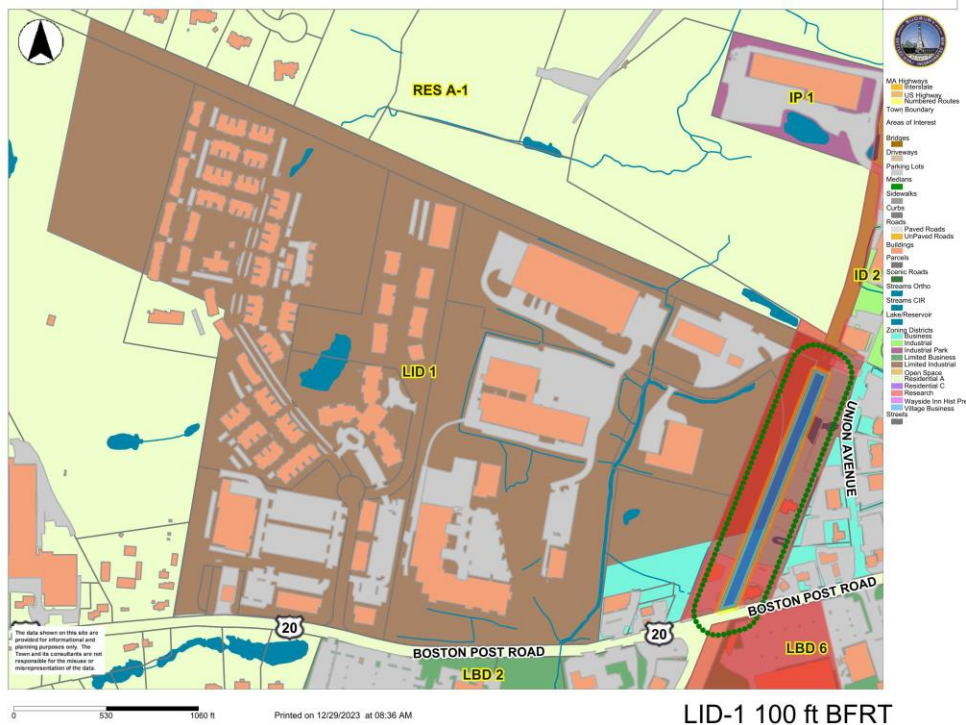 RES A-1
IP 1
ID 2
LID 1
UNION AVENUE
BOSTON POST ROAD
20
20
BOSTON POST ROAD
LBD 2
LBD 6
MA Highways
Interstate
US Highway
Numbered Routes
Town Boundary
Areas of Interest
Bridges
Driveways
Parking Lots
Medians
Sidewalks
Curbs
Roads
Paved Roads
UnPaved Roads
Buildings
Parcels
Scenic Roads
Streams Ortho
Streams CIR
Lake/Reservoir
Zoning Districts
Business
Industrial
Industrial Park
Limited Business
Limited Industrial
Open Space
Residential A
Residential C
Research
Wayside Inn Hist Pre
Village Business
Streets
The data shown on this site are
provided for informational and
planning purposes only. The
Town and its consultants are not
responsible for the misuse or
misrepresentation of the data.
0 530 1060 ft
Printed on 12/29/2023 at 08:36 AM
LID-1 100 ft BFRT